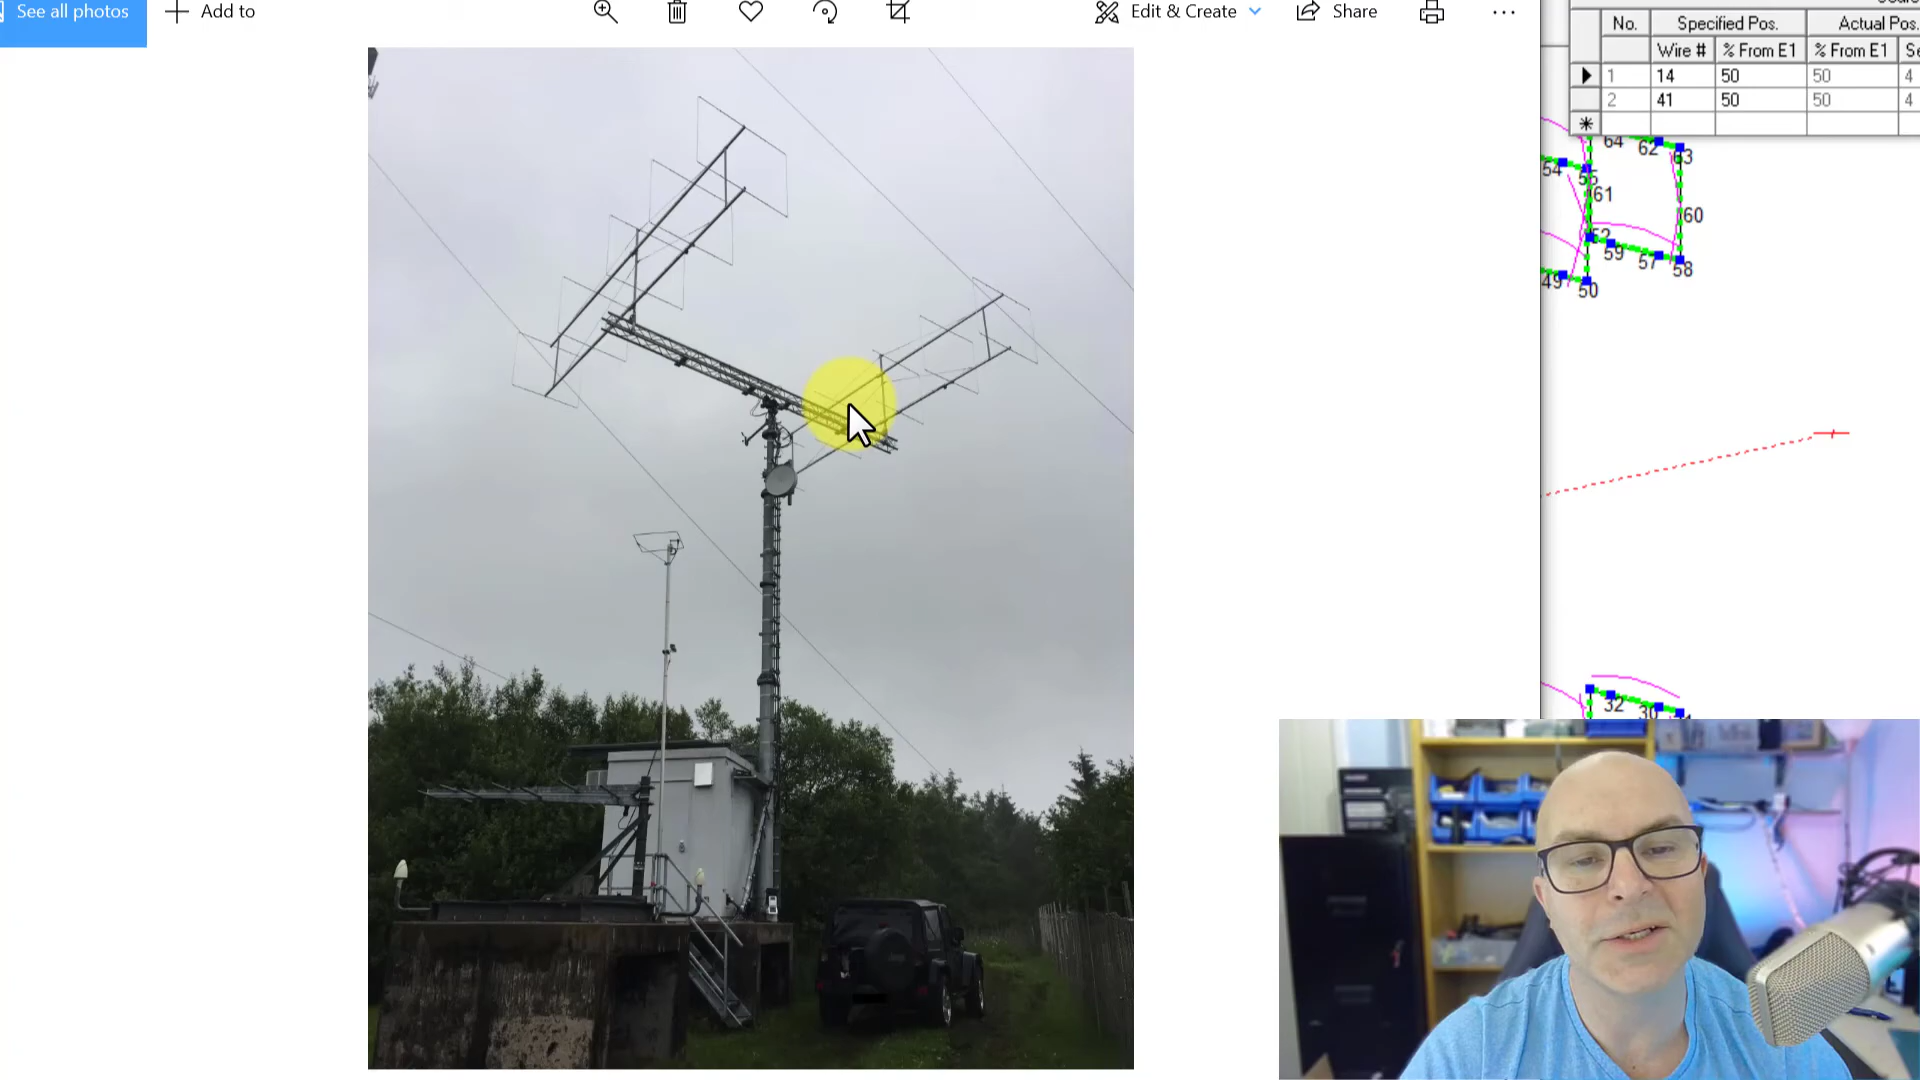 See all photos
Add to
Edit & Create
Share
No. Specified Pos. Actual Pos.
Wire # % From E1 % From E1
1 14 50 50 4
2 41 50 50 4
64 62 63
54
61
60
52
59 57 58
49 50
32 30